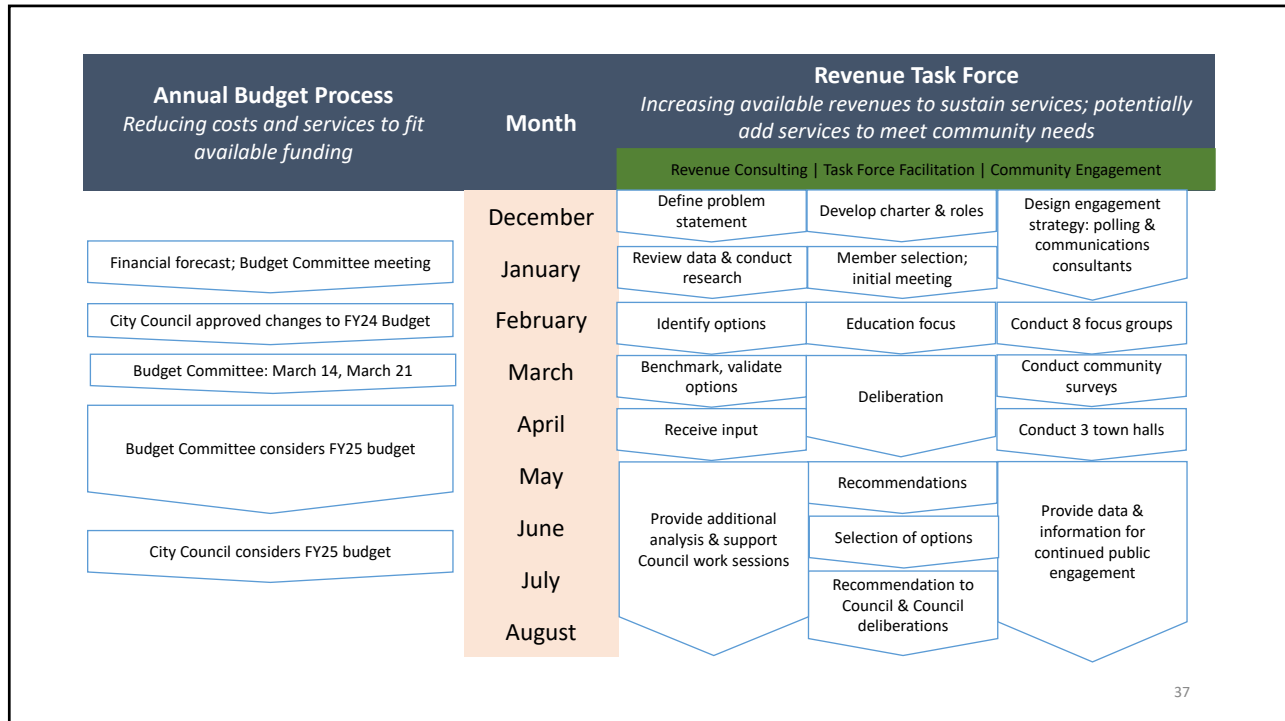 Annual Budget Process
Reducing costs and services to fit
available funding
Month
Revenue Task Force
Increasing available revenues to sustain services; potentially
add services to meet community needs
Revenue Consulting | Task Force Facilitation | Community Engagement
December
Define problem
statement
Develop charter & roles
Design engagement
strategy: polling &
communications
consultants
Financial forecast; Budget Committee meeting
January
Review data & conduct
research
Member selection;
initial meeting
City Council approved changes to FY24 Budget
February
Identify options
Education focus
Conduct 8 focus groups
Budget Committee: March 14, March 21
March
Benchmark, validate
options
Deliberation
Conduct community
surveys
Budget Committee considers FY25 budget
April
Receive input
Conduct 3 town halls
May
Provide additional
analysis & support
Council work sessions
Recommendations
Provide data &
information for
continued public
engagement
City Council considers FY25 budget
June
Selection of options
July
Recommendation to
Council & Council
deliberations
August
37